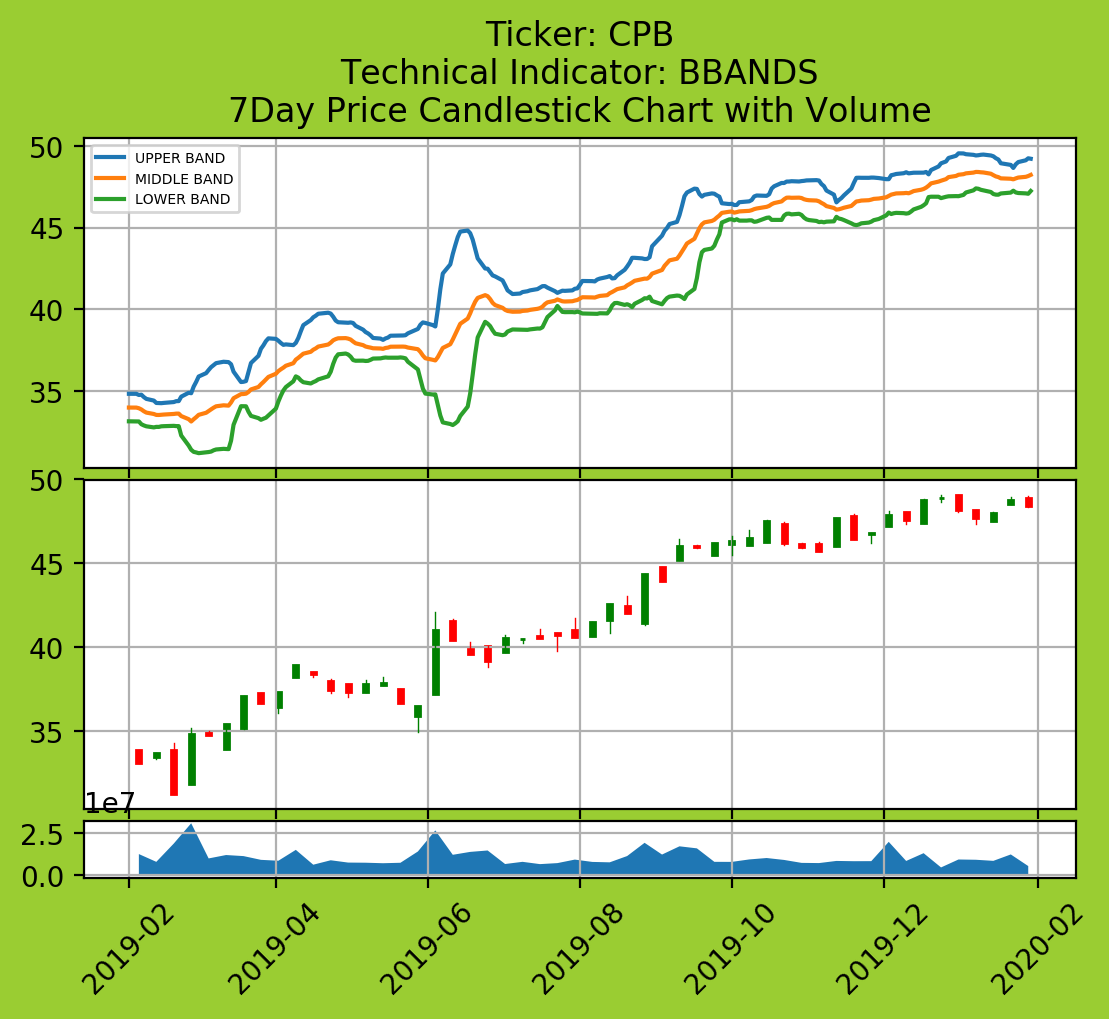 Ticker: CPB
Technical Indicator: BBANDS
7Day Price Candlestick Chart with Volume
50
UPPER BAND
MIDDLE BAND
LOWER BAND
45
40
35
50
45
40
35
1e7
2.5
0.0
2019-02
2019-04
2019-06
2019-08
2019-10
2019-12
2020-02